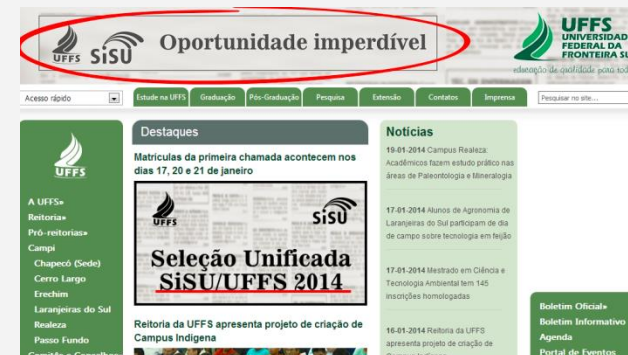 UFFS SiSU Oportunidade imperdível
UFFS
UNIVERSIDAD
FEDERAL DA
FRONTEIRA SU
educação de qualidade para tod
Acesso rápido
Estude na UFFS Graduação Pós-Graduação Pesquisa Extensão Contatos Imprensa
Pesquisar no site...
UFFS
A UFFS»
Reitoria»
Pró-reitorias»
Campi
Chapecó (Sede)
Cerro Largo
Erechim
Laranjeiras do Sul
Realeza
Passo Fundo
Destaques
Matrículas da primeira chamada acontecem nos
dias 17, 20 e 21 de janeiro
UFFS SiSU
Seleção Unificada
SiSU/UFFS 2014
Reitoria da UFFS apresenta projeto de criação de
Campus Indígena
Notícias
19-01-2014 Campus Realeza:
Acadêmicos fazem estudo prático nas
áreas de Paleontologia e Mineralogia
17-01-2014 Alunos de Agronomia de
Laranjeiras do Sul participam de dia
de campo sobre tecnologia em feijão
17-01-2014 Mestrado em Ciência e
Tecnologia Ambiental tem 145
inscrições homologadas
16-01-2014 Reitoria da UFFS
apresenta projeto de criação de
Boletim Oficial»
Boletim Informativo
Agenda
Portal de Eventos